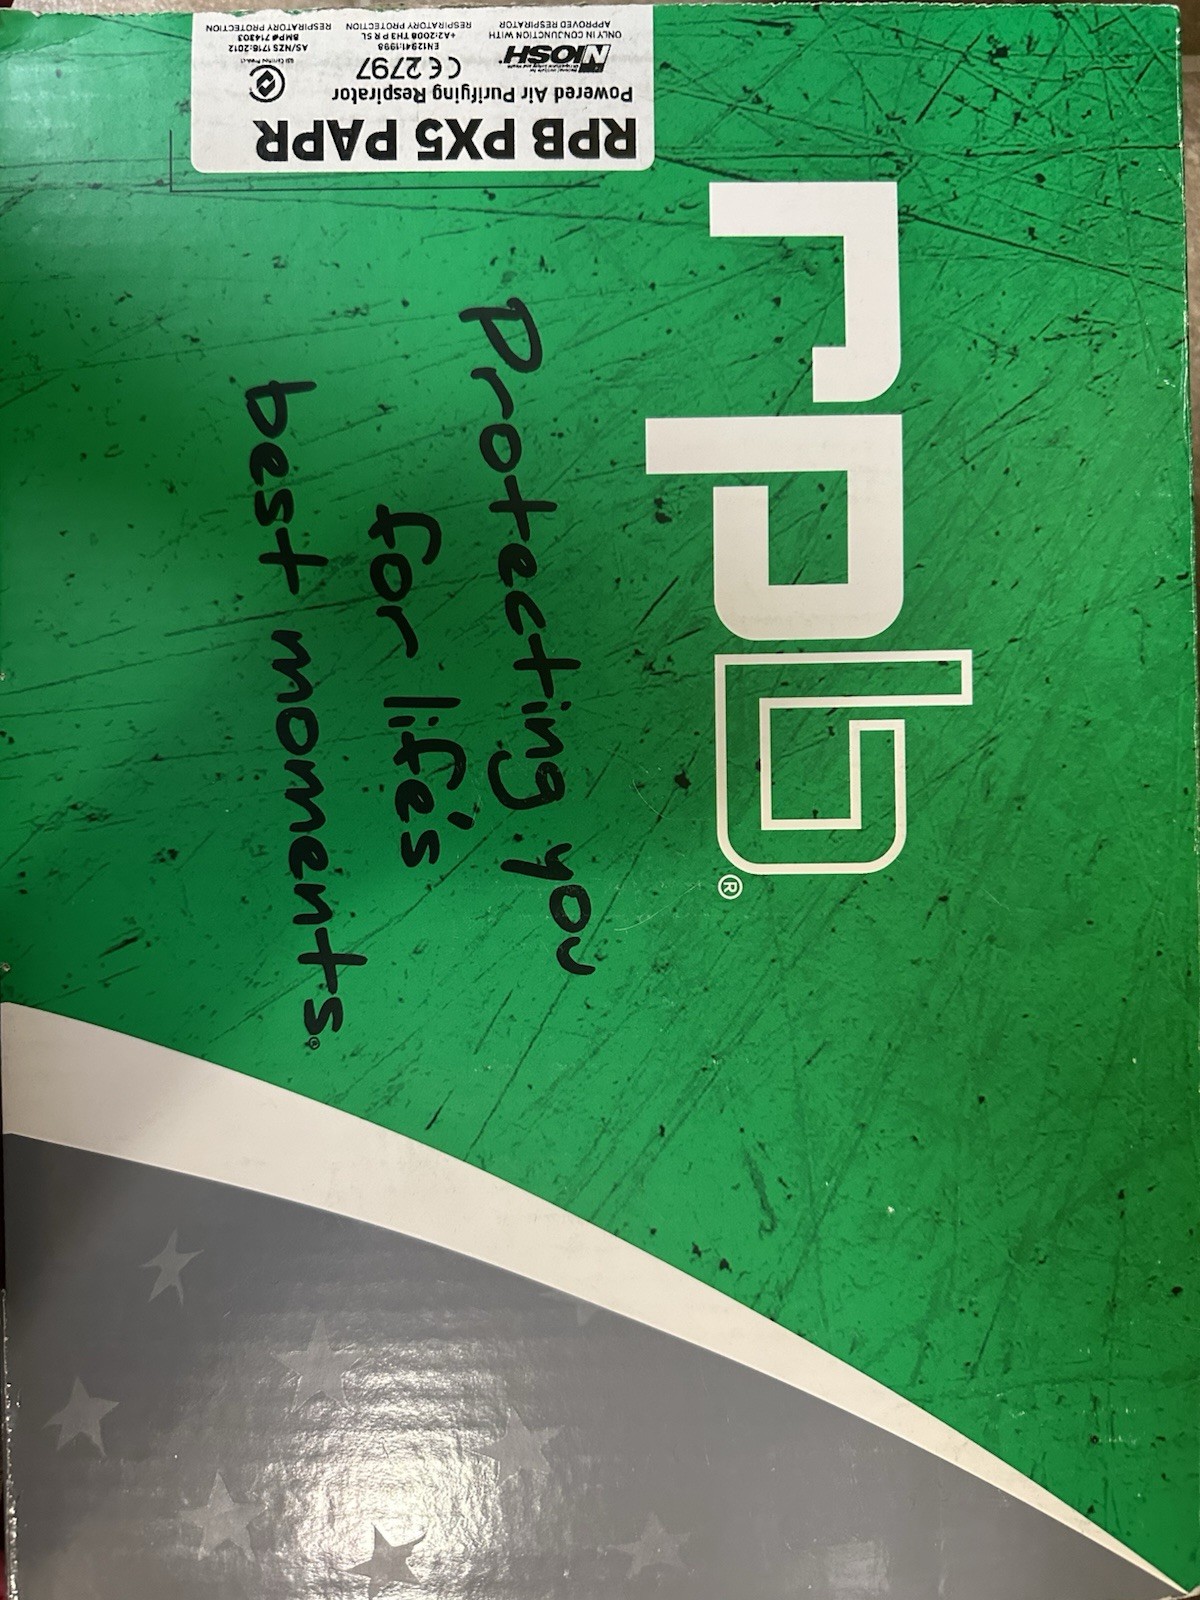 rpb®
Protecting you
for life's
best moments®
RPB PX5 PAPR
Powered Air Purifying Respirator
NIOSH®
ONLY IN CONJUNCTION WITH
APPROVED RESPIRATOR
CE 2797
EN12941:1998
+A2:2008 TH3 P R SL
RESPIRATORY PROTECTION
AS/NZS 1716:2012
BMP# 714303
RESPIRATORY PROTECTION